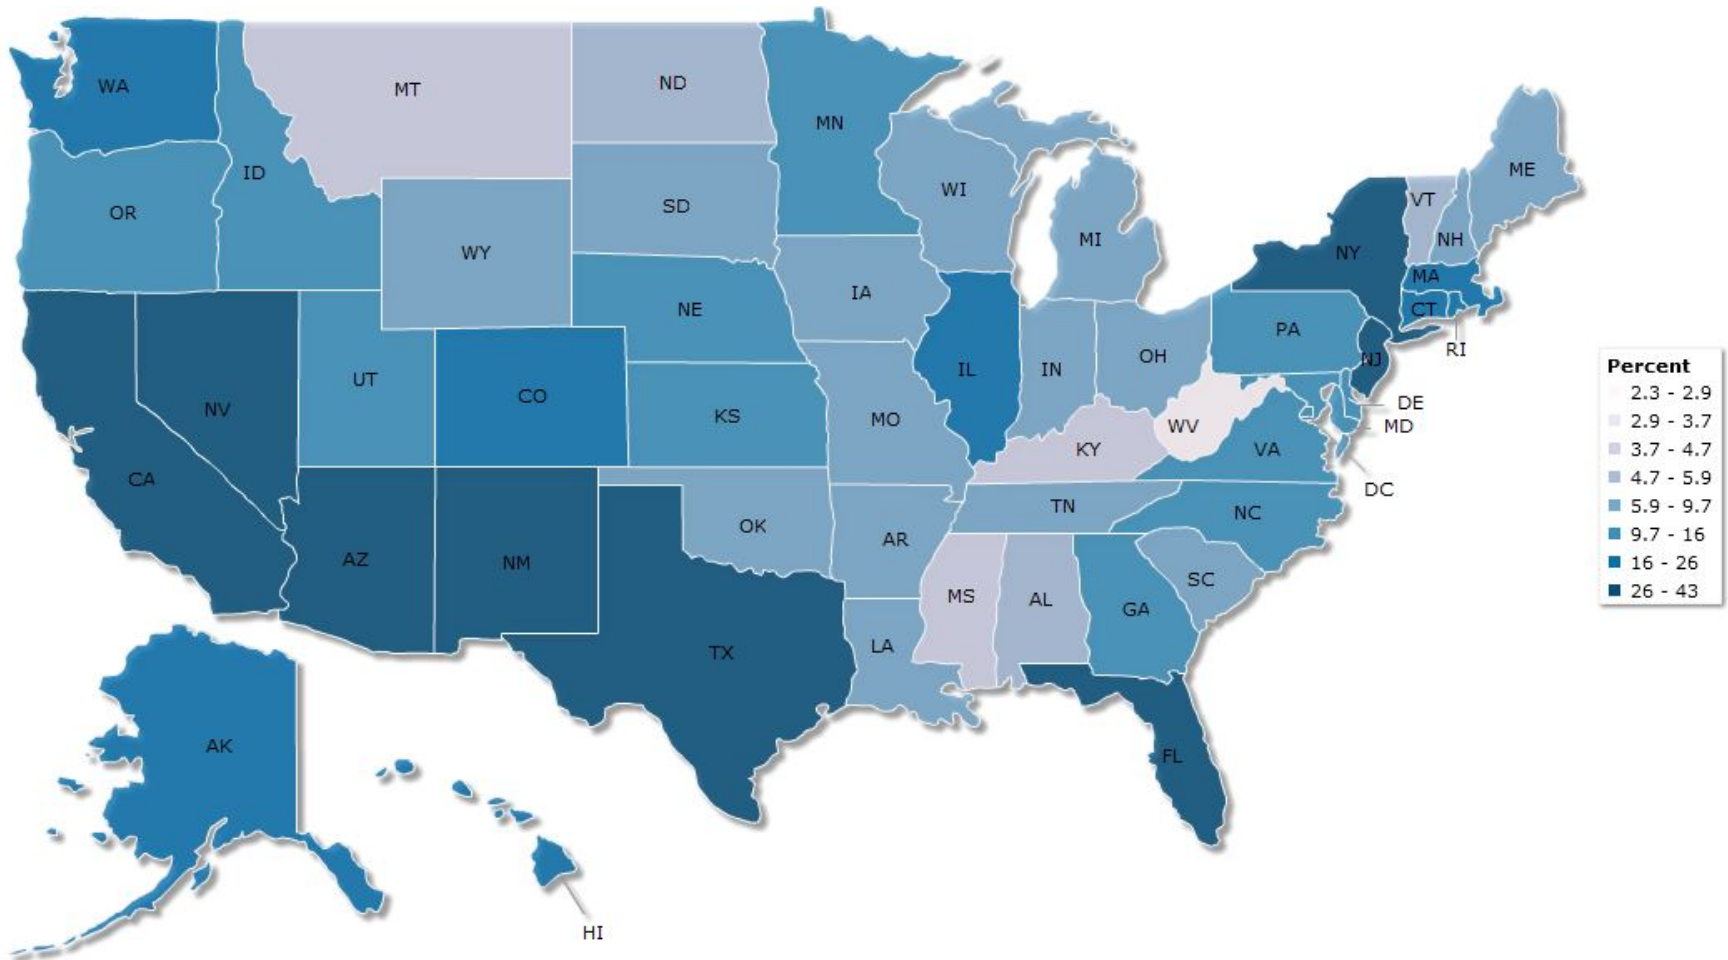 WA
MT
ND
MN
ID
OR
SD
WI
ME
VT
WY
MI
NH
NY
MA
IA
NE
CT
PA
RI
UT
NV
CO
IL
IN
OH
NJ
KS
MO
WV
DE
MD
KY
VA
CA
DC
TN
NC
OK
AR
AZ
NM
SC
MS
AL
GA
LA
TX
FL
AK
HI
Percent
2.3 - 2.9
2.9 - 3.7
3.7 - 4.7
4.7 - 5.9
5.9 - 9.7
9.7 - 16
16 - 26
26 - 43